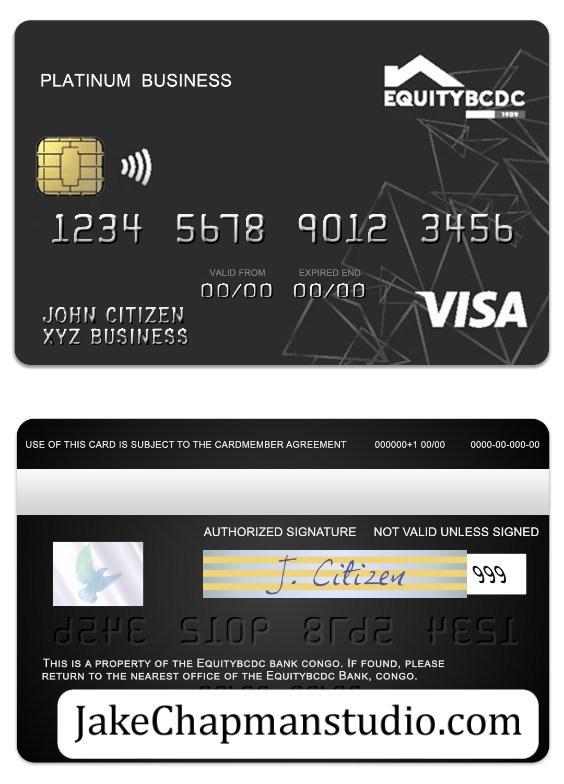 PLATINUM BUSINESS
EQUITYBCDC
1909
1234 5678 9012 3456
VALID FROM EXPIRED END
00/00 00/00
JOHN CITIZEN
XYZ BUSINESS
VISA
USE OF THIS CARD IS SUBJECT TO THE CARDMEMBER AGREEMENT 000000+1 00/00 0000-00-000-00
AUTHORIZED SIGNATURE NOT VALID UNLESS SIGNED
J. Citizen 999
THIS IS A PROPERTY OF THE EQUITYBCDC BANK CONGO. IF FOUND, PLEASE
RETURN TO THE NEAREST OFFICE OF THE EQUITYBCDC BANK, CONGO.
JakeChapmanstudio.com